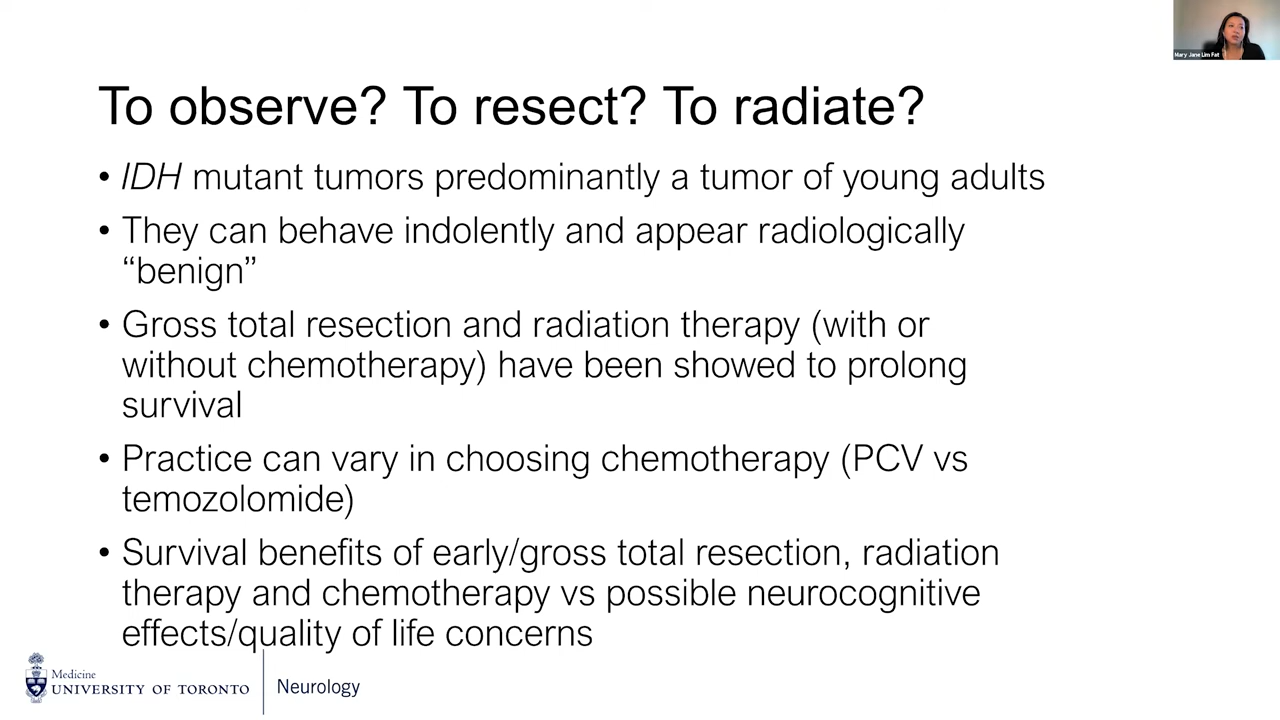 Mary Jane Lim Fat
To observe? To resect? To radiate?
• IDH mutant tumors predominantly a tumor of young adults
• They can behave indolently and appear radiologically
“benign”
• Gross total resection and radiation therapy (with or
without chemotherapy) have been showed to prolong
survival
• Practice can vary in choosing chemotherapy (PCV vs
temozolomide)
• Survival benefits of early/gross total resection, radiation
therapy and chemotherapy vs possible neurocognitive
effects/quality of life concerns
Medicine
UNIVERSITY OF TORONTO
Neurology